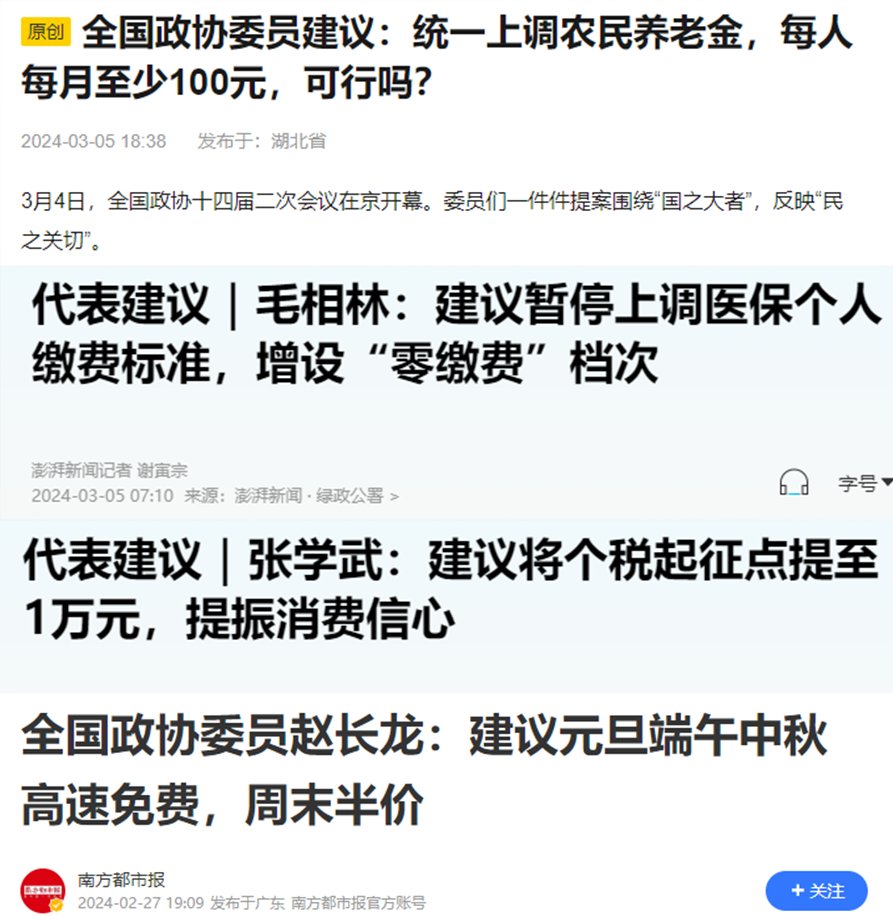 原创 全国政协委员建议：统一上调农民养老金，每人
每月至少100元，可行吗？
2024-03-05 18:38 发布于：湖北省
3月4日，全国政协十四届二次会议在京开幕。委员们一件件提案围绕“国之大者”，反映“民
之关切”。
代表建议｜毛相林：建议暂停上调医保个人
缴费标准，增设“零缴费”档次
澎湃新闻记者 谢寅宗
2024-03-05 07:10 来源：澎湃新闻·绿政公署 >
字号
代表建议｜张学武：建议将个税起征点提至
1万元，提振消费信心
全国政协委员赵长龙：建议元旦端午中秋
高速免费，周末半价
南方都市报
2024-02-27 19:09 发布于广东 南方都市报官方账号
+ 关注